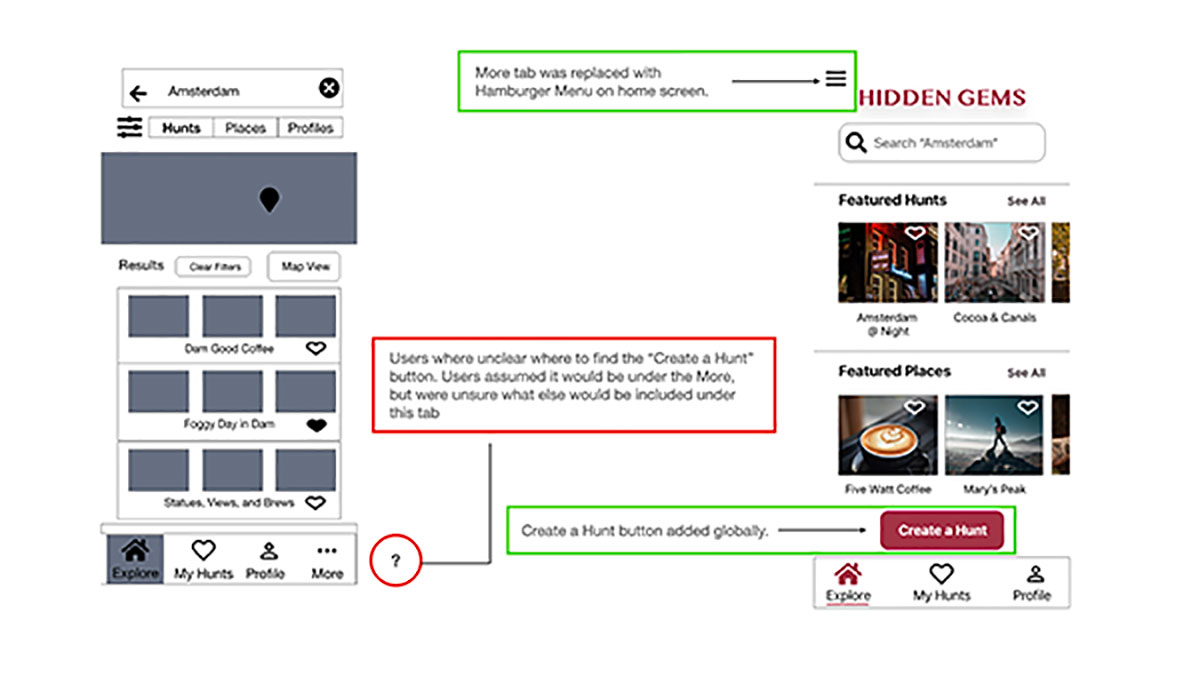 Amsterdam
Hunts Places Profiles
Results Clear Filters Map View
Dam Good Coffee
Foggy Day in Dam
Statues, Views, and Brews
Explore My Hunts Profile More
?
Users where unclear where to find the “Create a Hunt”
button. Users assumed it would be under the More,
but were unsure what else would be included under
this tab
More tab was replaced with
Hamburger Menu on home screen.
HIDDEN GEMS
Search "Amsterdam"
Featured Hunts See All
Amsterdam
@ Night
Cocoa & Canals
Featured Places See All
Five Watt Coffee Mary's Peak
Create a Hunt button added globally.
Create a Hunt
Explore My Hunts Profile